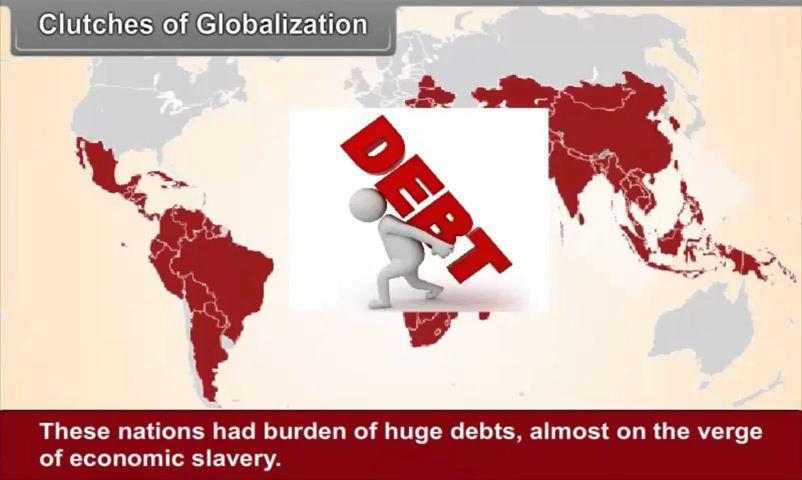 Clutches of Globalization
DEBT
These nations had burden of huge debts, almost on the verge
of economic slavery.